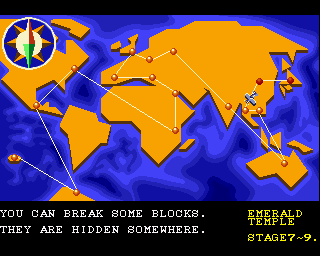 YOU CAN BREAK SOME BLOCKS.
THEY ARE HIDDEN SOMEWHERE.
EMERALD
TEMPLE
STAGE7~9.